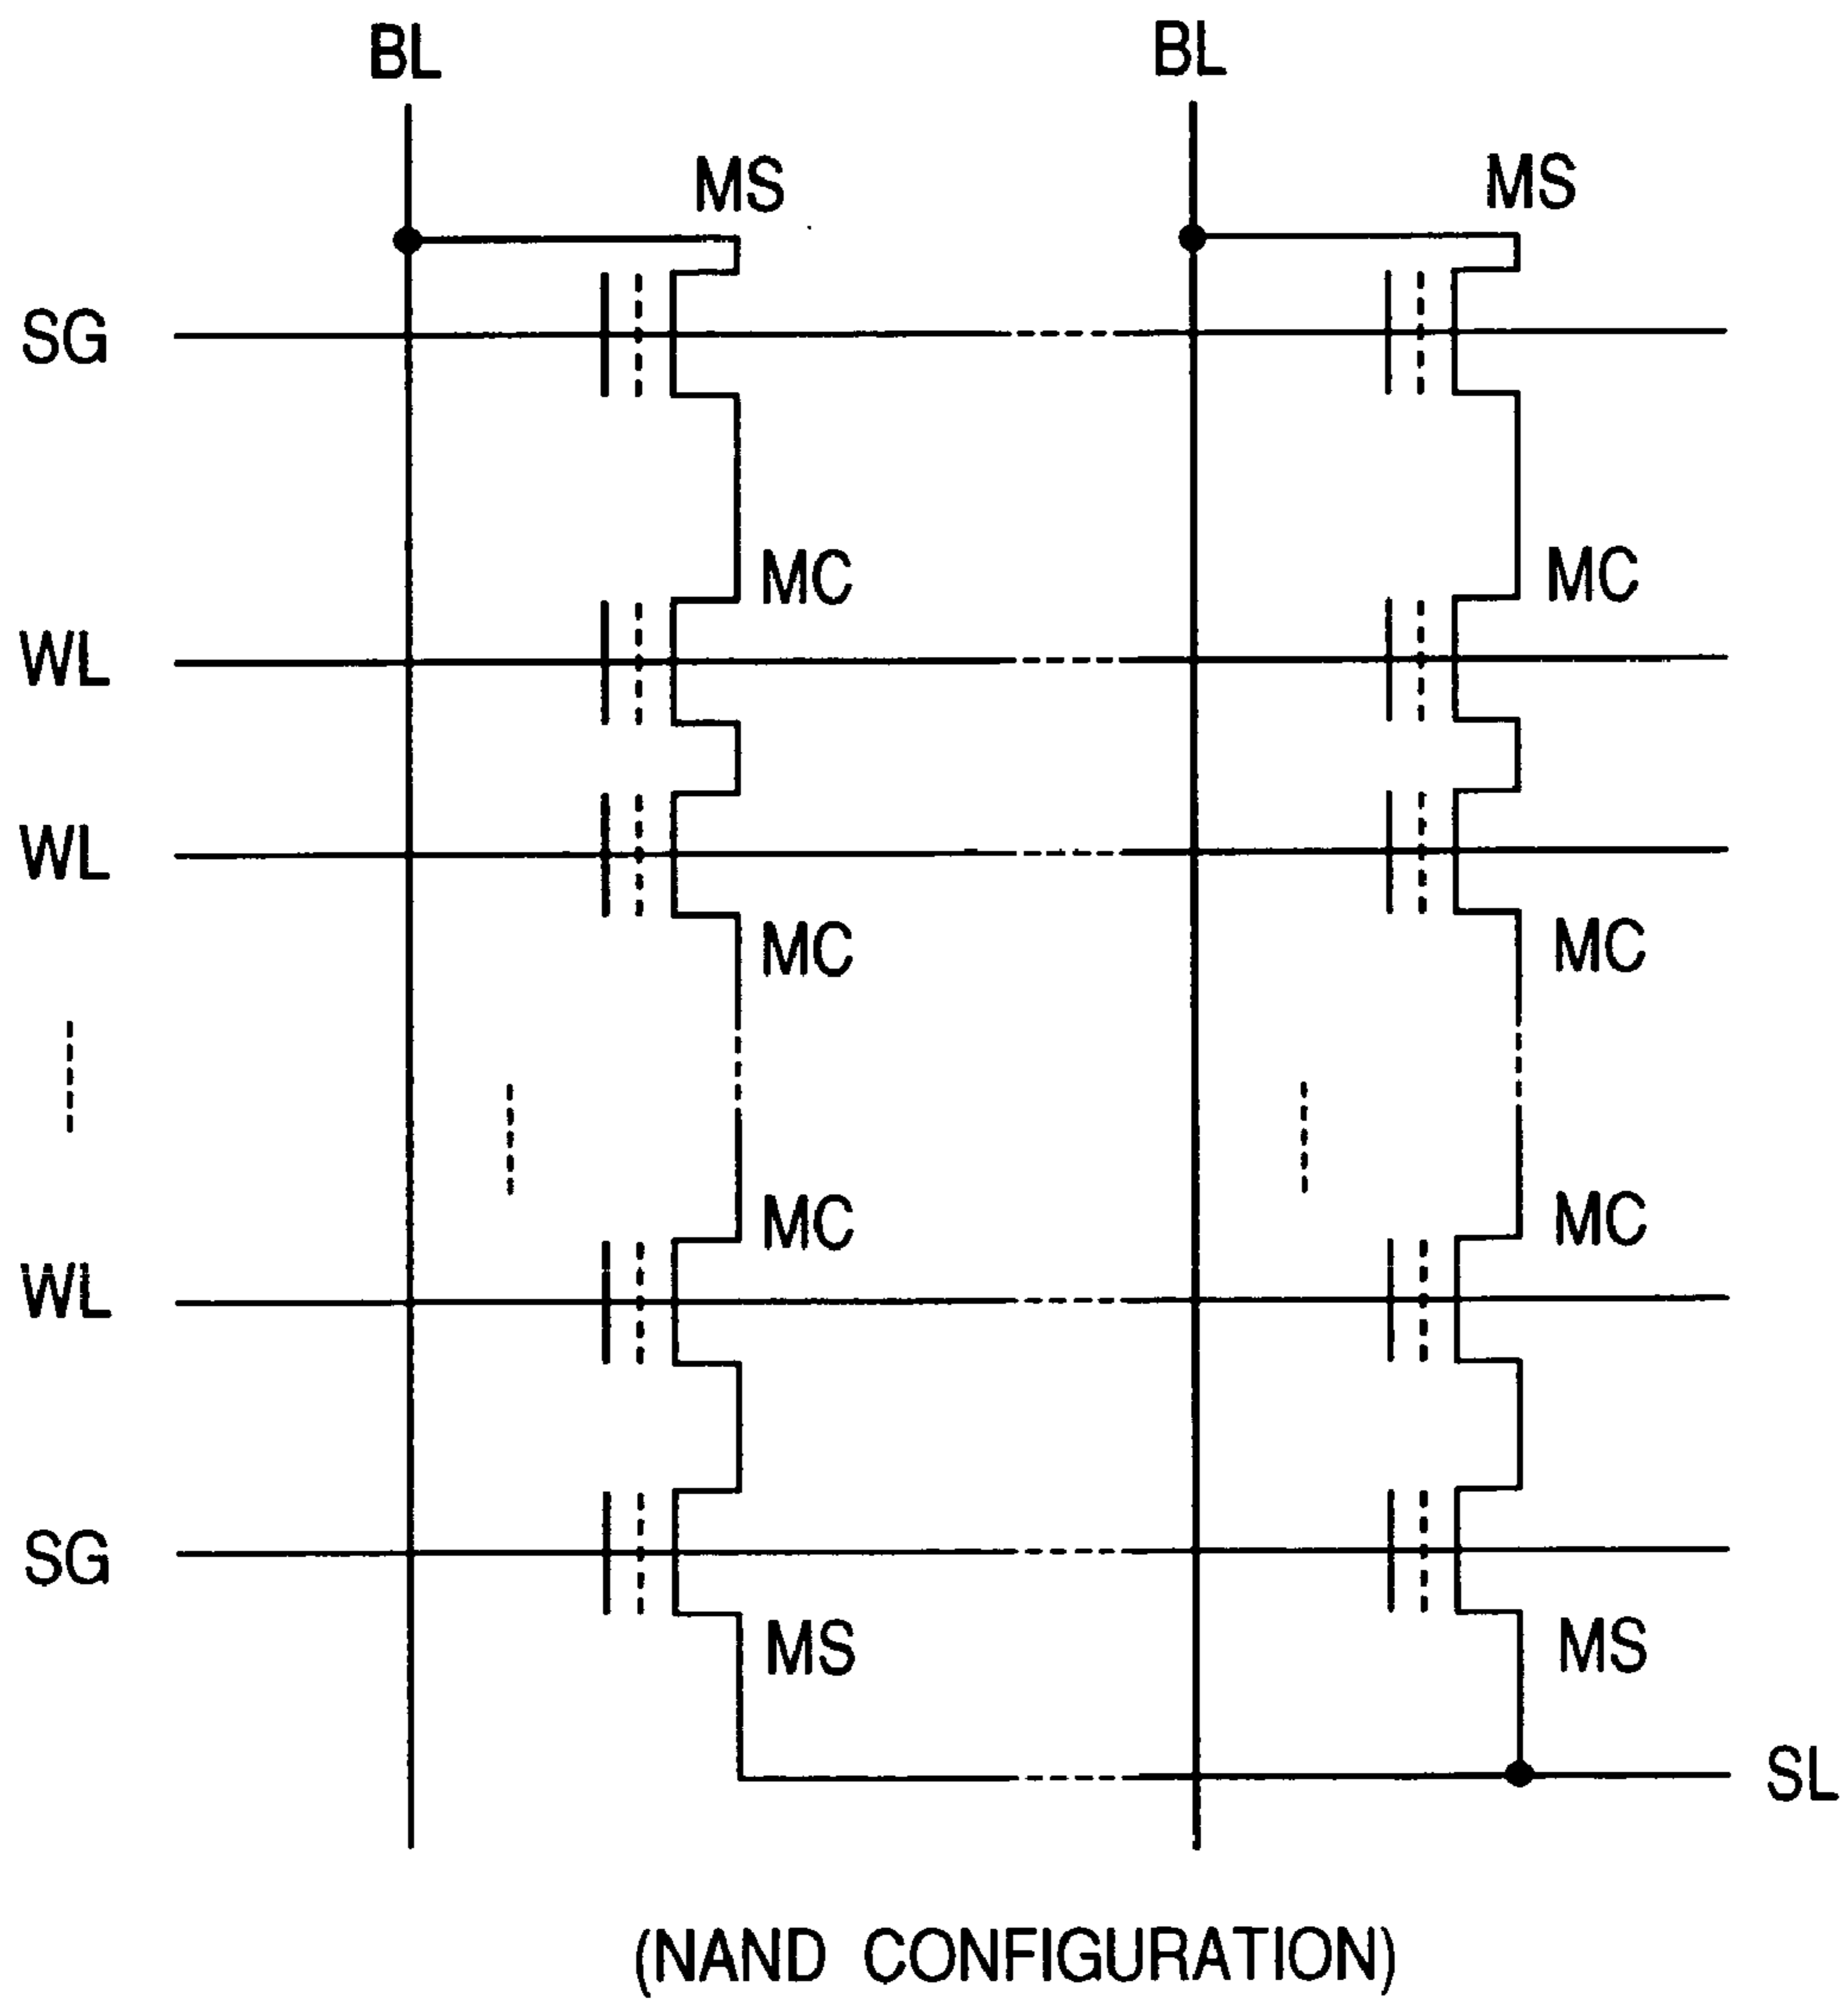 BL BL
MS MS
SG
MC MC
WL
WL
MC MC
MC MC
WL
SG
MS MS
SL
(NAND CONFIGURATION)